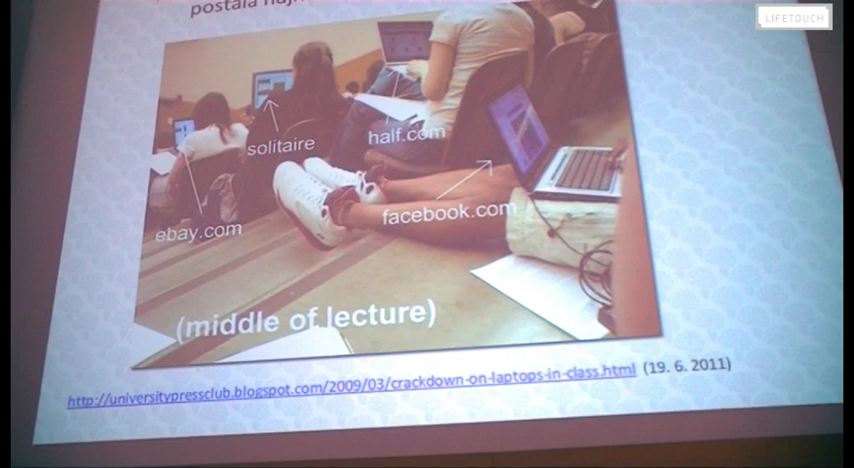 LIFETOUCH
postala
solitaire
half.com
facebook.com
ebay.com
(middle of lecture)
http://universitypressclub.blogspot.com/2009/03/crackdown-on-laptops-in-class.html (19. 6. 2011)